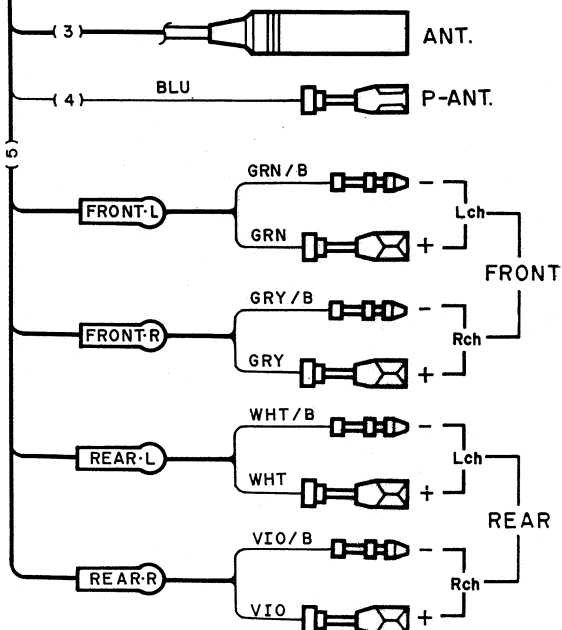 (3) ANT.
(4) BLU P-ANT.
(5)
GRN/B −
FRONT·L Lch
GRN +
FRONT
GRY/B −
FRONT·R Rch
GRY +
WHT/B −
REAR·L Lch
WHT +
REAR
VIO/B −
REAR·R Rch
VIO +